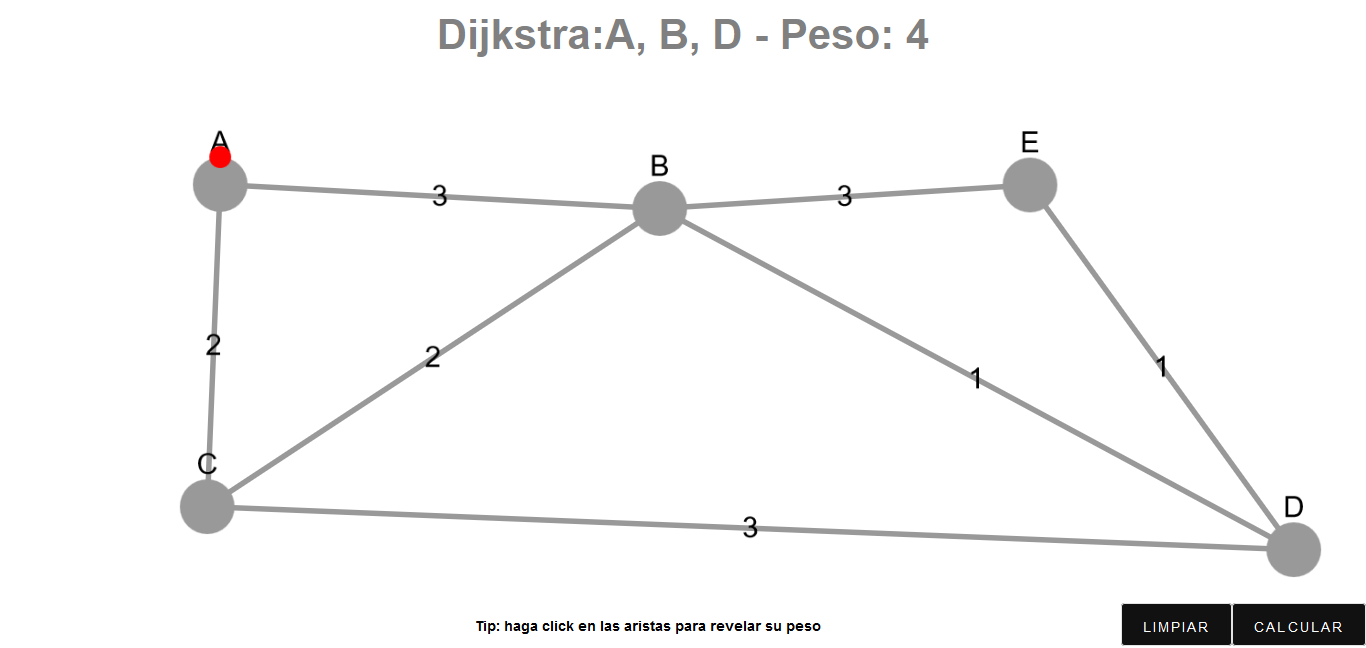 Dijkstra:A, B, D - Peso: 4
A
E
B
3
3
2
2
1
1
C
D
3
Tip: haga click en las aristas para revelar su peso
LIMPIAR
CALCULAR